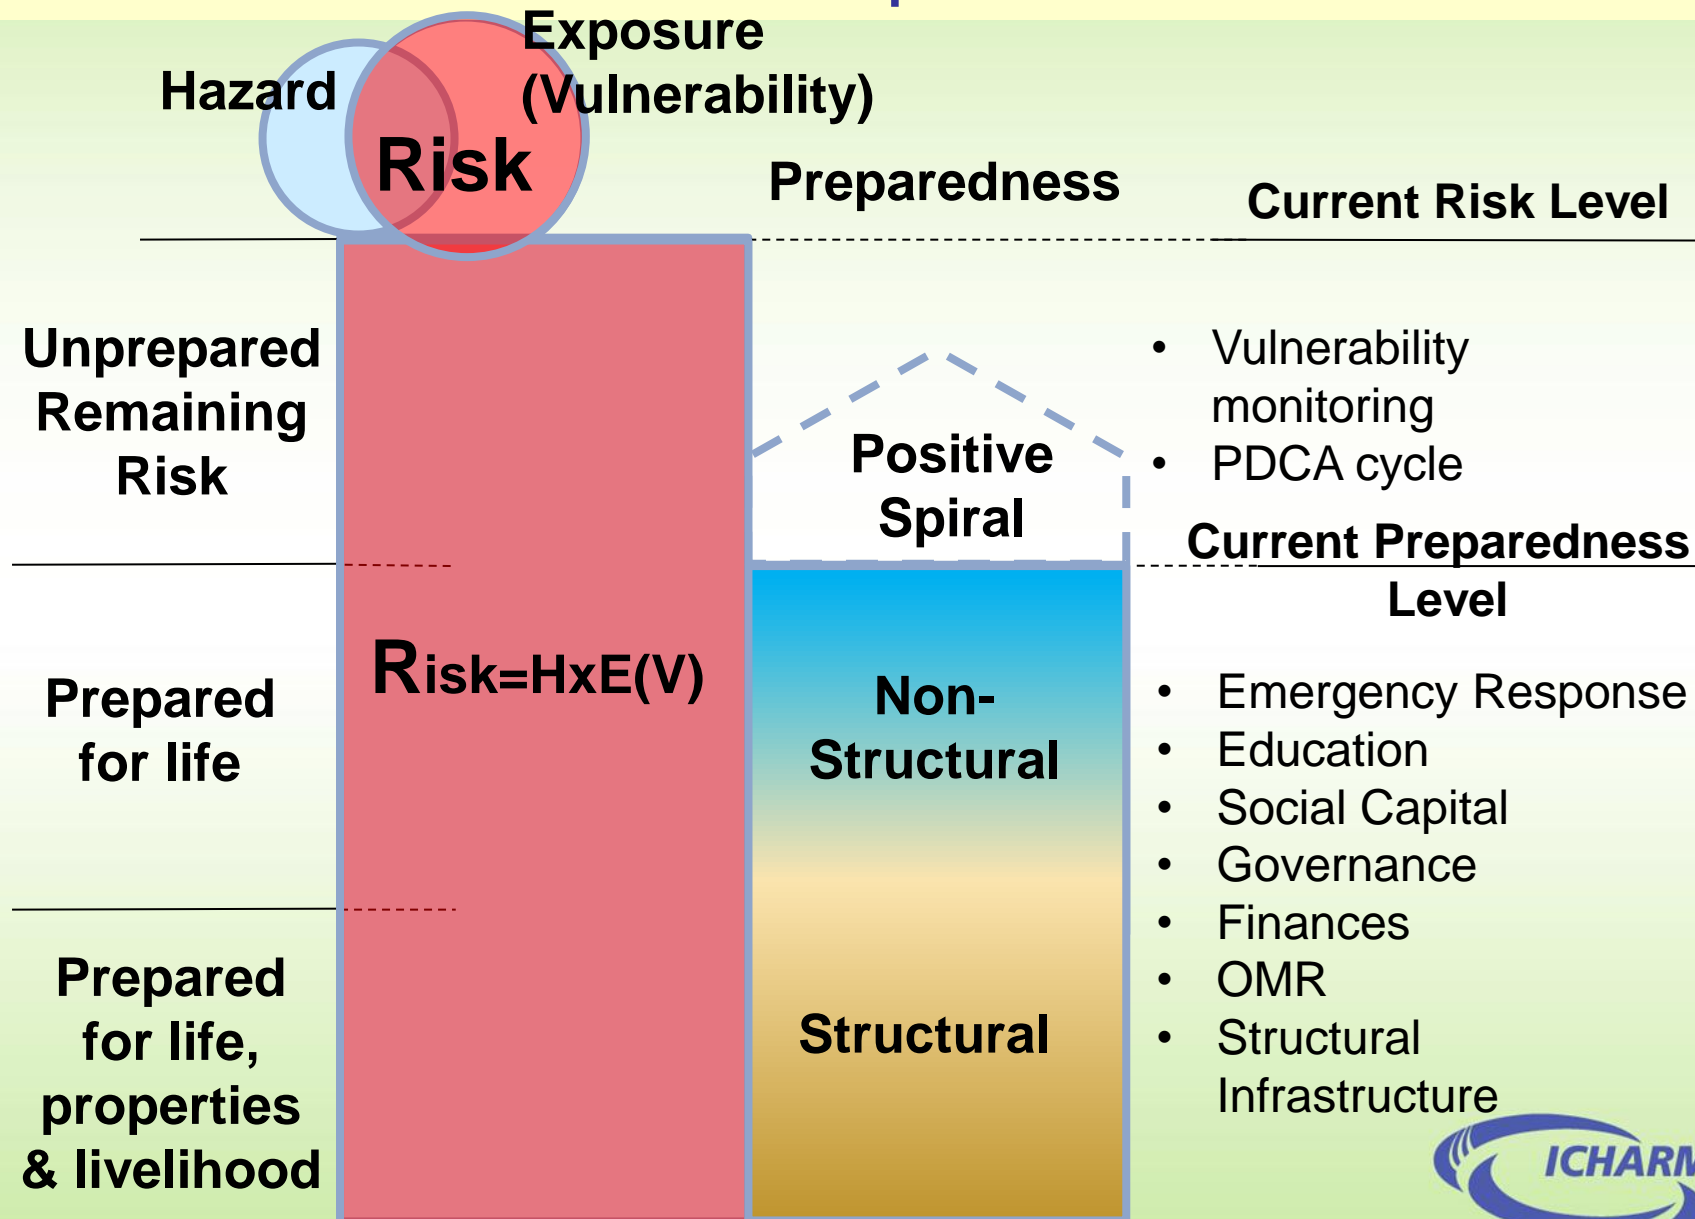 Exposure
(Vulnerability)
Hazard
Risk
Preparedness
Current Risk Level
Unprepared
Remaining
Risk
Positive
Spiral
• Vulnerability
monitoring
• PDCA cycle
Current Preparedness
Level
Risk=HxE(V)
Prepared
for life
Non-
Structural
• Emergency Response
• Education
• Social Capital
• Governance
• Finances
• OMR
• Structural
Infrastructure
Prepared
for life,
properties
& livelihood
Structural
ICHARM